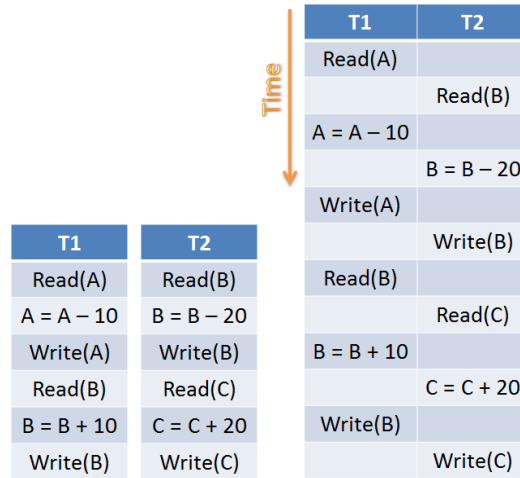 Time
T1 T2
Read(A)
Read(B)
A = A – 10
B = B – 20
Write(A)
Write(B)
Read(B)
Read(C)
B = B + 10
C = C + 20
Write(B)
Write(C)
T1 T2
Read(A) Read(B)
A = A – 10 B = B – 20
Write(A) Write(B)
Read(B) Read(C)
B = B + 10 C = C + 20
Write(B) Write(C)